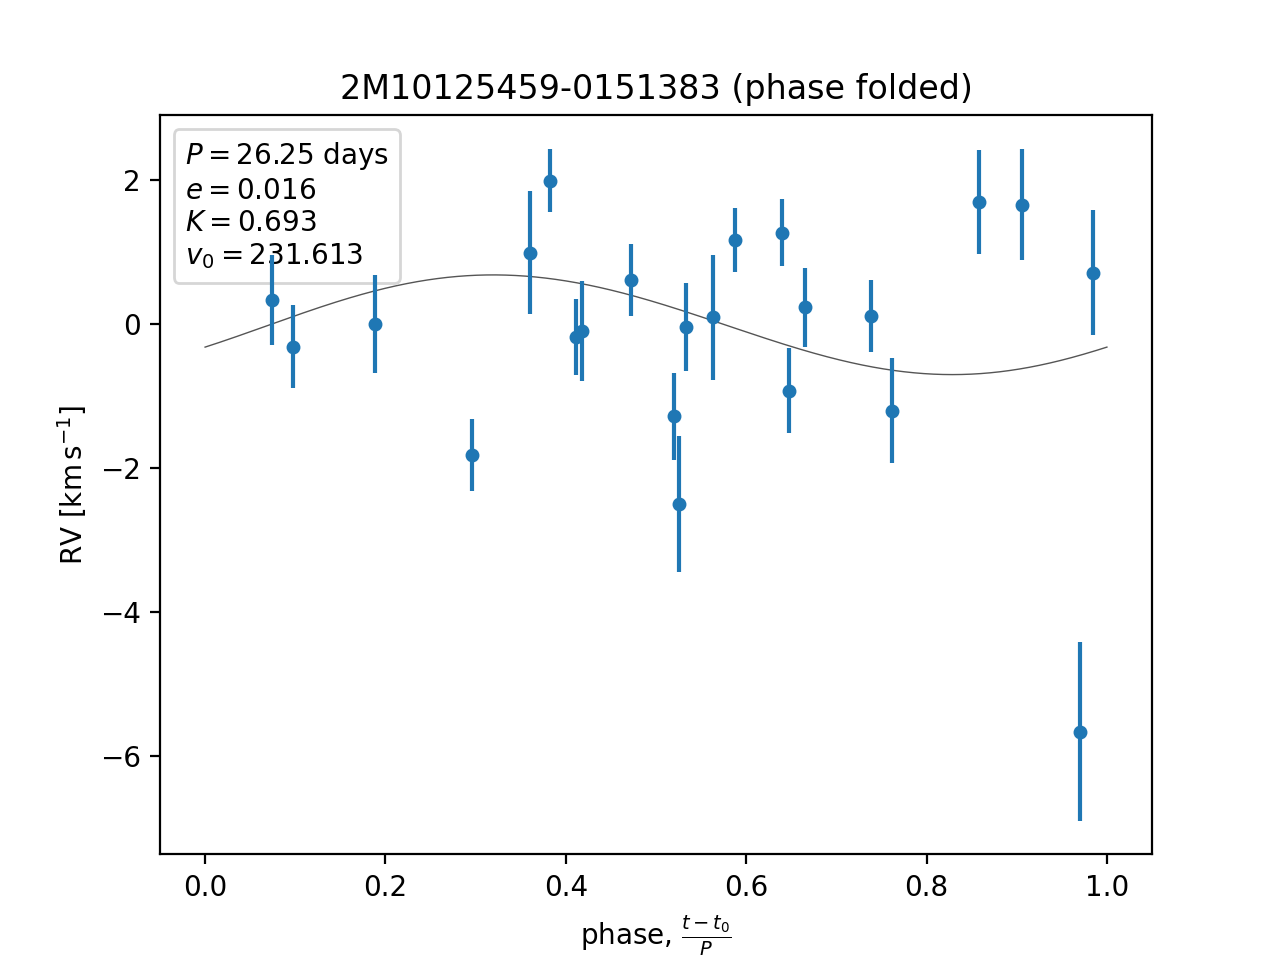 2M10125459-0151383 (phase folded)
P = 26.25 days
e = 0.016
K = 0.693
v₀ = 231.613
2
0
−2
−4
−6
RV [km s⁻¹]
0.0 0.2 0.4 0.6 0.8 1.0
phase, (t − t₀)/P